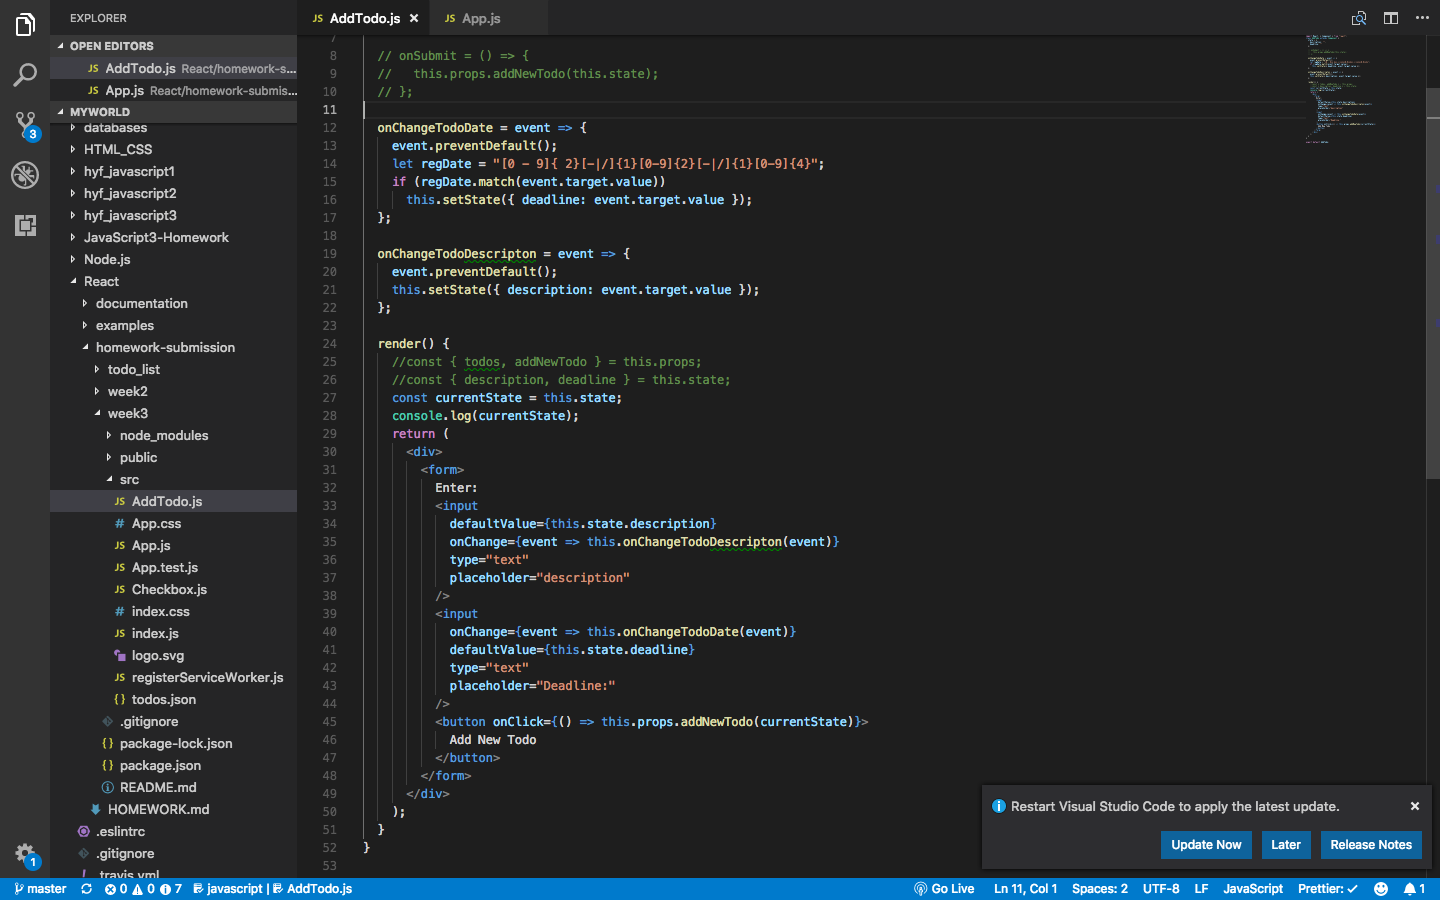 EXPLORER
OPEN EDITORS
JS AddTodo.js React/homework-s...
JS App.js React/homework-submis...
MYWORLD
databases
HTML_CSS
hyf_javascript1
hyf_javascript2
hyf_javascript3
JavaScript3-Homework
Node.js
React
documentation
examples
homework-submission
todo_list
week2
week3
node_modules
public
src
JS AddTodo.js
# App.css
JS App.js
JS App.test.js
JS Checkbox.js
# index.css
JS index.js
logo.svg
JS registerServiceWorker.js
{} todos.json
.gitignore
{} package-lock.json
{} package.json
README.md
HOMEWORK.md
.eslintrc
.gitignore
! .travis.yml
3
1
JS AddTodo.js ×
JS App.js
7
8 // onSubmit = () => {
9 //   this.props.addNewTodo(this.state);
10 // };
11
12 onChangeTodoDate = event => {
13   event.preventDefault();
14   let regDate = "[0 - 9]{ 2}[-|/]{1}[0-9]{2}[-|/]{1}[0-9]{4}";
15   if (regDate.match(event.target.value))
16     this.setState({ deadline: event.target.value });
17 };
18
19 onChangeTodoDescripton = event => {
20   event.preventDefault();
21   this.setState({ description: event.target.value });
22 };
23
24 render() {
25   //const { todos, addNewTodo } = this.props;
26   //const { description, deadline } = this.state;
27   const currentState = this.state;
28   console.log(currentState);
29   return (
30     <div>
31       <form>
32         Enter:
33         <input
34           defaultValue={this.state.description}
35           onChange={event => this.onChangeTodoDescripton(event)}
36           type="text"
37           placeholder="description"
38         />
39         <input
40           onChange={event => this.onChangeTodoDate(event)}
41           defaultValue={this.state.deadline}
42           type="text"
43           placeholder="Deadline:"
44         />
45         <button onClick={() => this.props.addNewTodo(currentState)}>
46           Add New Todo
47         </button>
48       </form>
49     </div>
50   );
51 }
52 }
53
Restart Visual Studio Code to apply the latest update. ×
Update Now Later Release Notes
master 0 0 7 javascript | AddTodo.js Go Live Ln 11, Col 1 Spaces: 2 UTF-8 LF JavaScript Prettier: ✓ 1